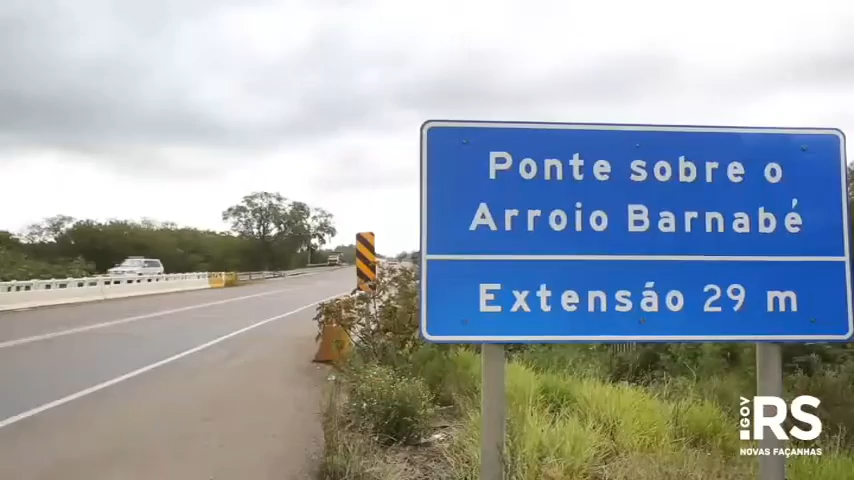 Ponte sobre o
Arroio Barnabé
Extensão 29 m
.GOV
RS
NOVAS FAÇANHAS